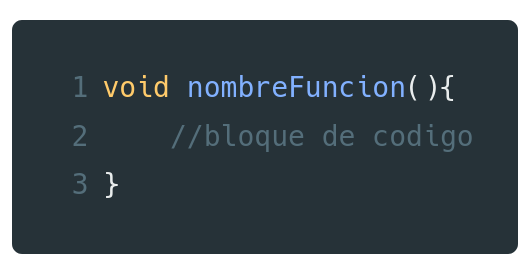 1 void nombreFuncion(){
2     //bloque de codigo
3 }